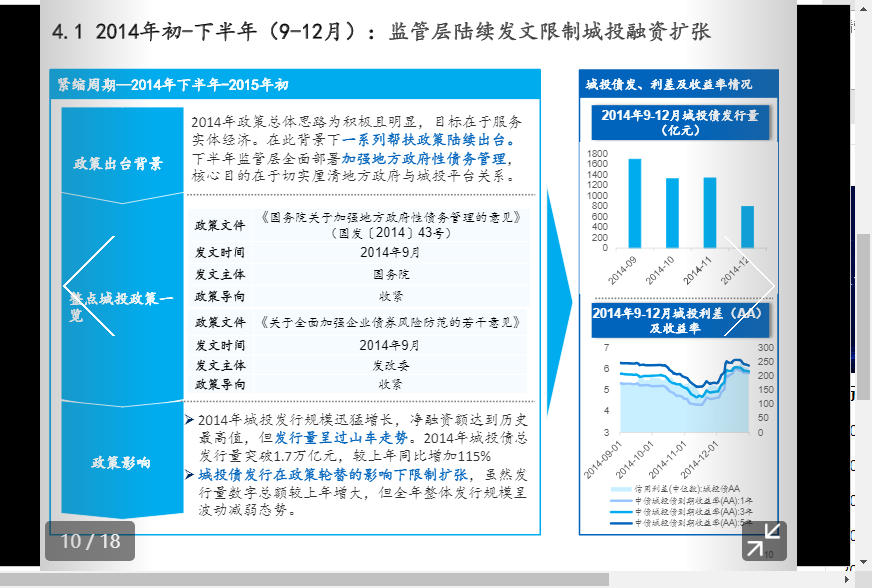 4.1 2014年初-下半年（9-12月）：监管层陆续发文限制城投融资扩张
紧缩周期—2014年下半年-2015年初
政策出台背景
2014年政策总体思路为积极且明显，目标在于服务
实体经济。在此背景下一系列帮扶政策陆续出台。
下半年监管层全面部署加强地方政府性债务管理，
核心目的在于切实厘清地方政府与城投平台关系。
重点城投政策一
览
政策文件
《国务院关于加强地方政府性债务管理的意见》
（国发〔2014〕43号）
发文时间 2014年9月
发文主体 国务院
政策导向 收紧
政策文件 《关于全面加强企业债券风险防范的若干意见》
发文时间 2014年9月
发文主体 发改委
政策导向 收紧
政策影响
➢2014年城投发行规模迅猛增长，净融资额达到历史
最高值，但发行量呈过山车走势。2014年城投债总
发行量突破1.7万亿元，较上年同比增加115%
➢城投债发行在政策轮替的影响下限制扩张，虽然发
行量数字总额较上年增大，但全年整体发行规模呈
波动减弱态势。
城投债发、利差及收益率情况
2014年9-12月城投债发行量
（亿元）
1800
1600
1400
1200
1000
800
600
400
200
0
2014-09
2014-10
2014-11
2014-12
2014年9-12月城投利差（AA）
及收益率
7
6
5
4
3
300
250
200
150
100
50
0
2014-09-01
2014-10-01
2014-11-01
2014-12-01
信用利差(中位数):城投债AA
中债城投债到期收益率(AA):1年
中债城投债到期收益率(AA):3年
中债城投债到期收益率(AA):5年
10 / 18
10